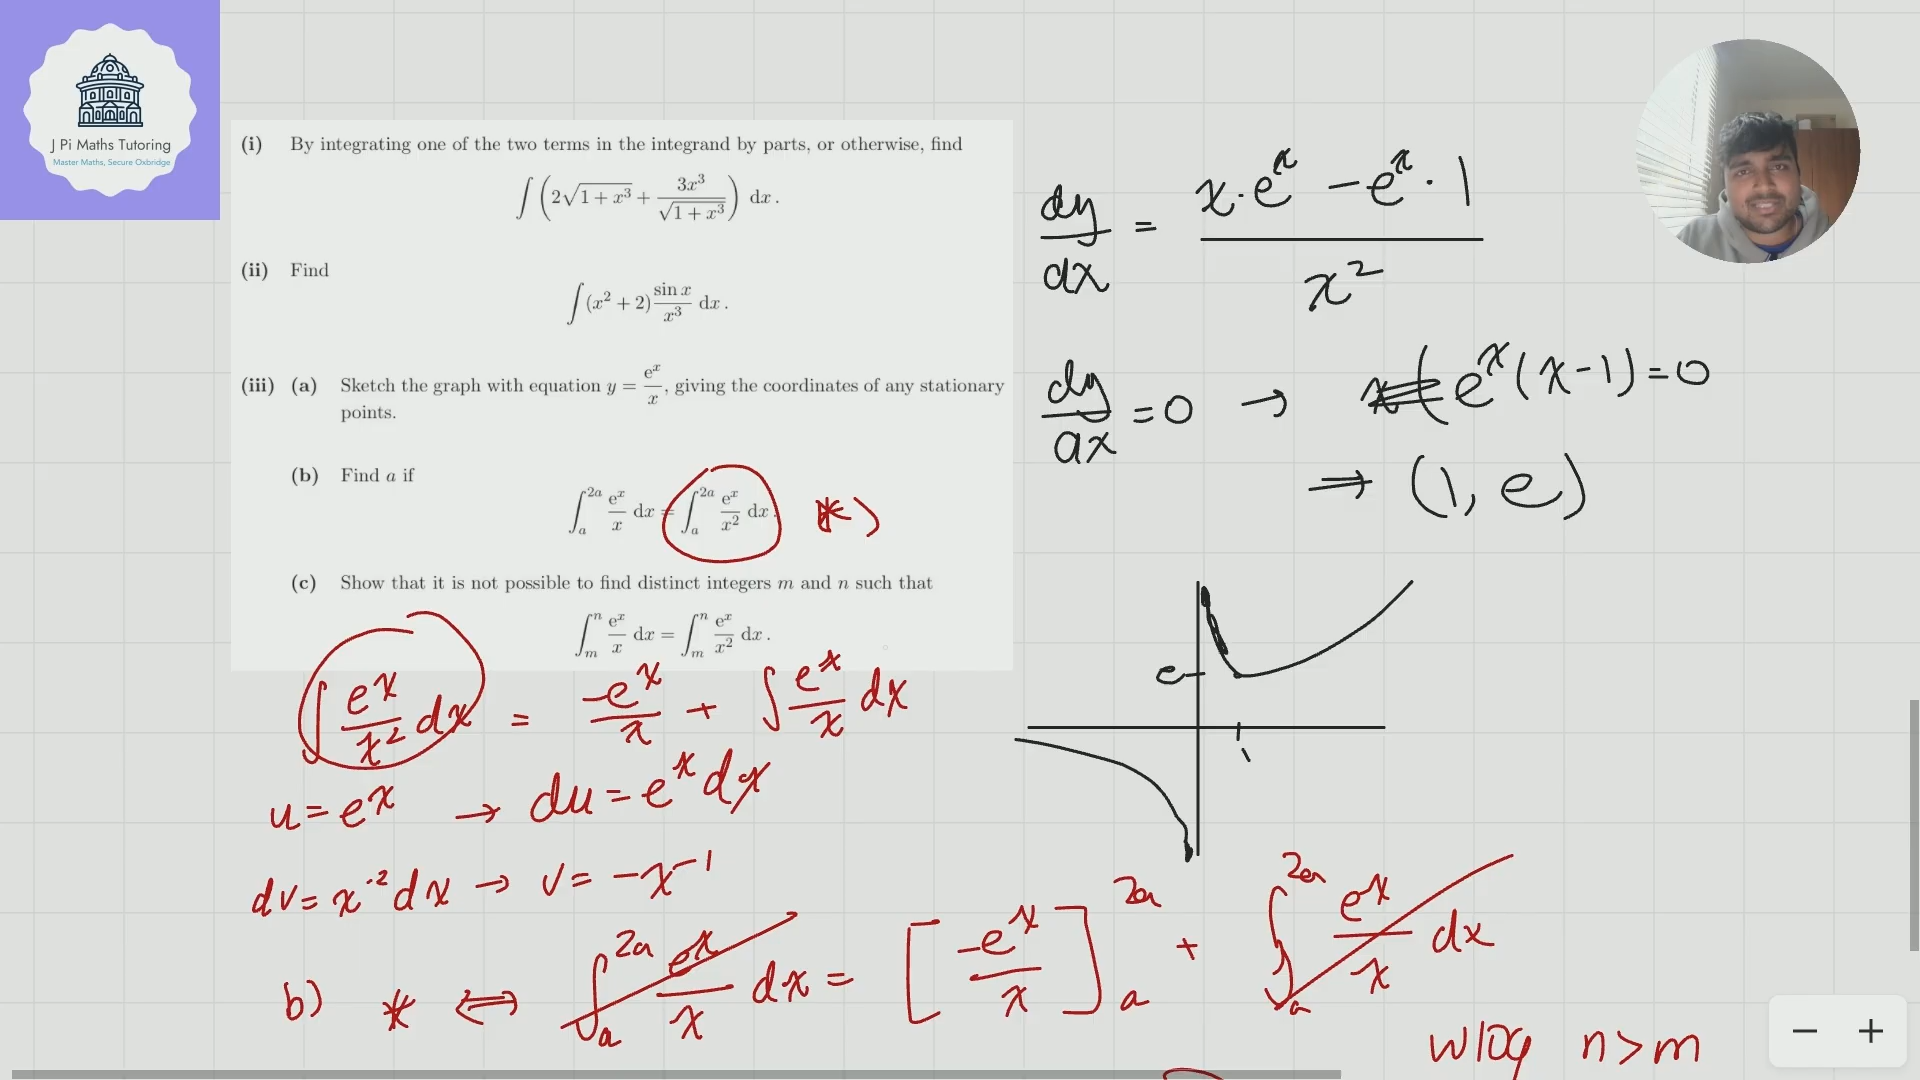 J Pi Maths Tutoring
Master Maths, Secure Oxbridge
(i) By integrating one of the two terms in the integrand by parts, or otherwise, find
∫ (2√(1 + x³) + 3x³/√(1 + x³)) dx .
(ii) Find
∫ (x² + 2) sin x/x³ dx .
(iii) (a) Sketch the graph with equation y = eˣ/x , giving the coordinates of any stationary
points.
(b) Find a if
∫ₐ²ᵃ eˣ/x dx = ∫ₐ²ᵃ eˣ/x² dx *)
(c) Show that it is not possible to find distinct integers m and n such that
∫ₘⁿ eˣ/x dx = ∫ₘⁿ eˣ/x² dx .
dy/dx = (x·eˣ − eˣ·1)/x²
dy/dx = 0 → eˣ(x−1) = 0
⇒ (1, e)
e
1
∫ eˣ/x² dx = −eˣ/x + ∫ eˣ/x dx
u = eˣ → du = eˣ dx
dv = x⁻² dx → v = −x⁻¹
b) * ⇔ ∫ₐ²ᵃ eˣ/x dx = [−eˣ/x]ₐ²ᵃ + ∫ₐ²ᵃ eˣ/x dx
wlog n > m
− +